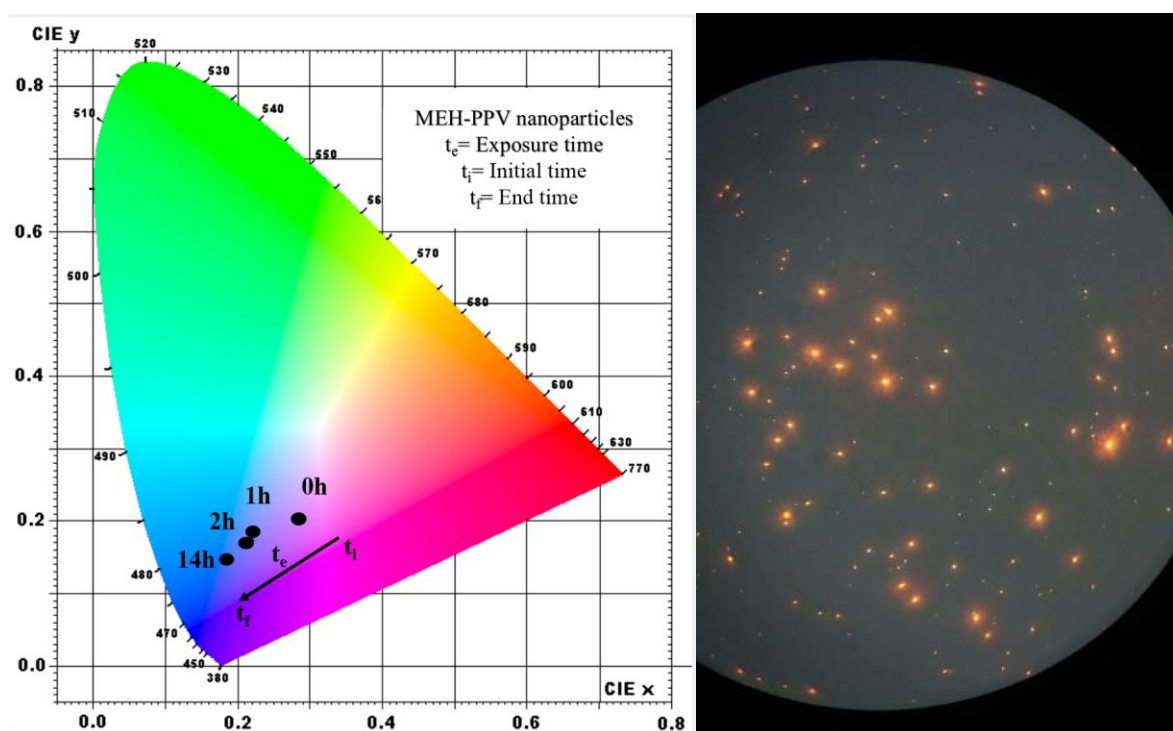 CIE y
520
530
0.8
510
540
MEH-PPV nanoparticles
tₑ= Exposure time
tᵢ= Initial time
t_f= End time
550
56
0.6
570
500
580
590
0.4
600
610
630
490
770
1h
0h
0.2
2h
tᵢ
tₑ
14h
480
t_f
470
0.0
450
380
CIE x
0.0
0.2
0.4
0.6
0.8